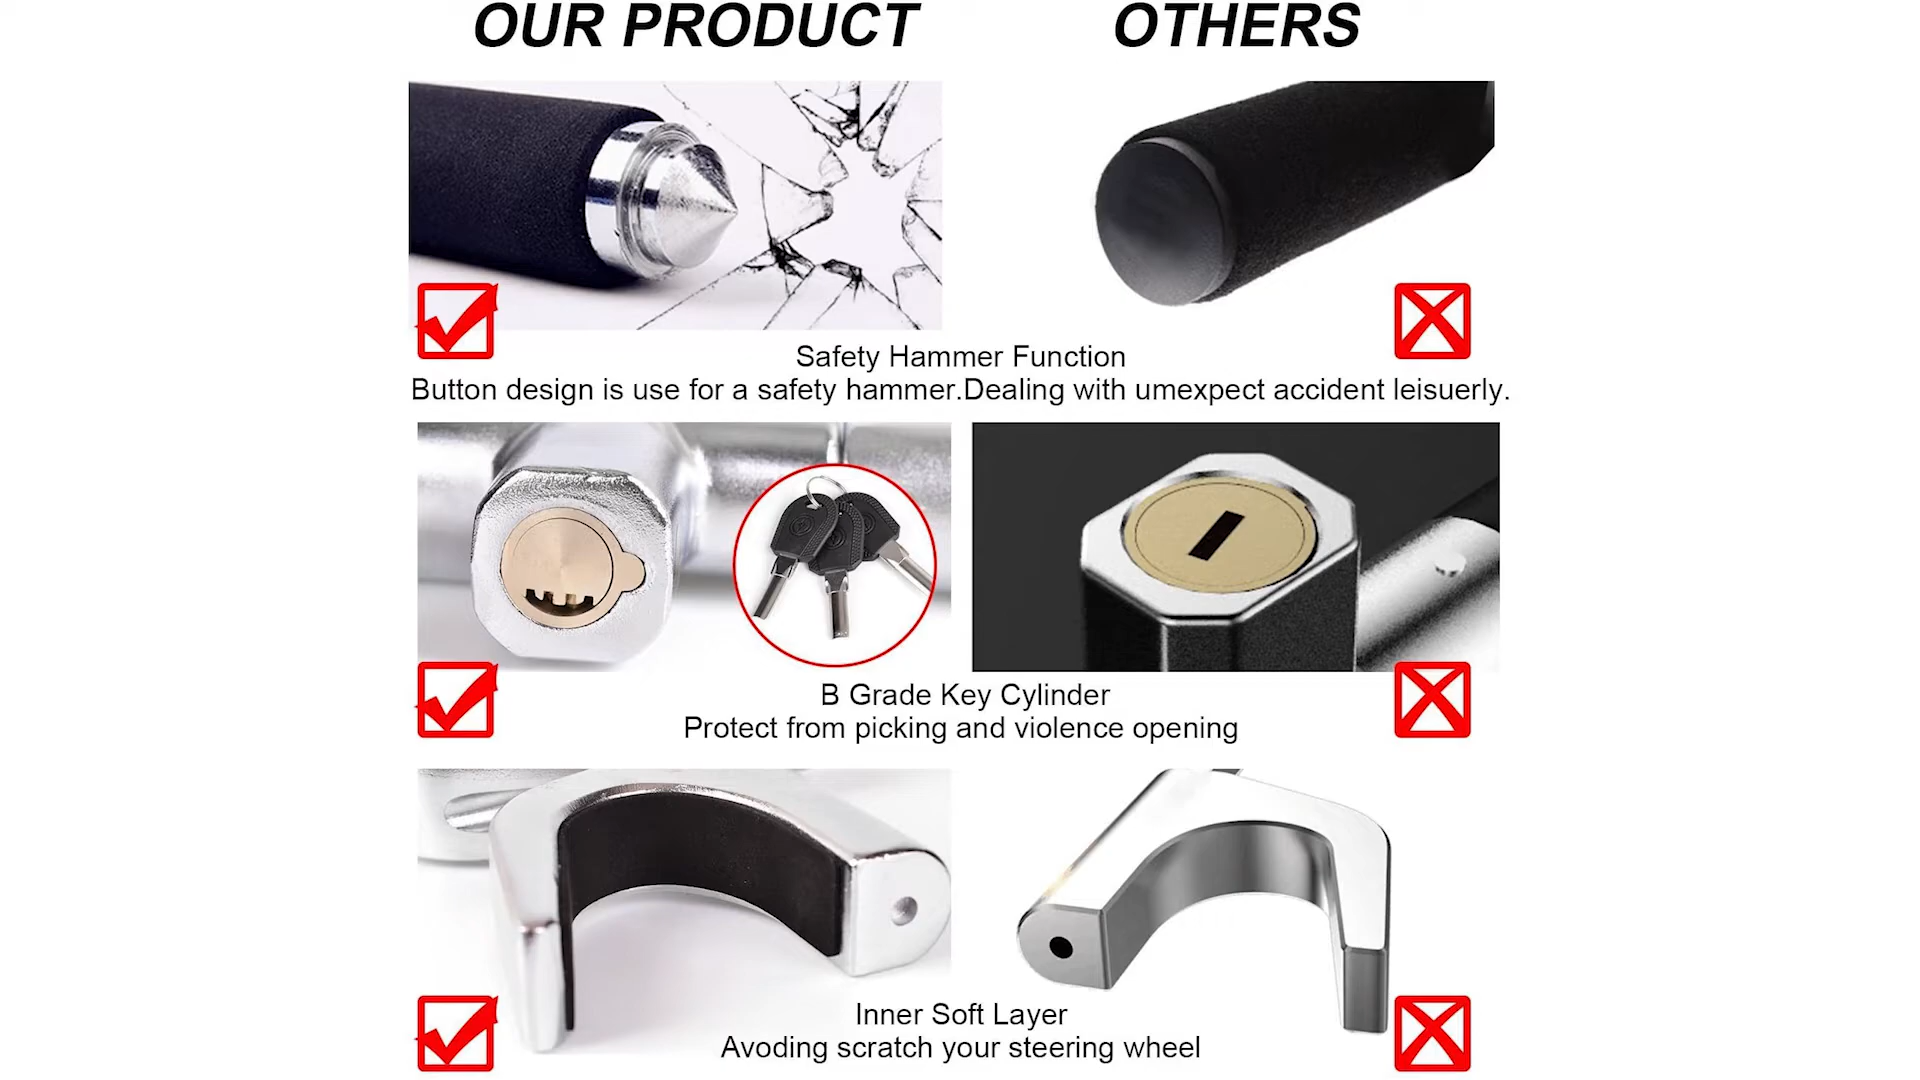 OUR PRODUCT
OTHERS
Safety Hammer Function
Button design is use for a safety hammer.Dealing with umexpect accident leisuerly.
B Grade Key Cylinder
Protect from picking and violence opening
Inner Soft Layer
Avoding scratch your steering wheel